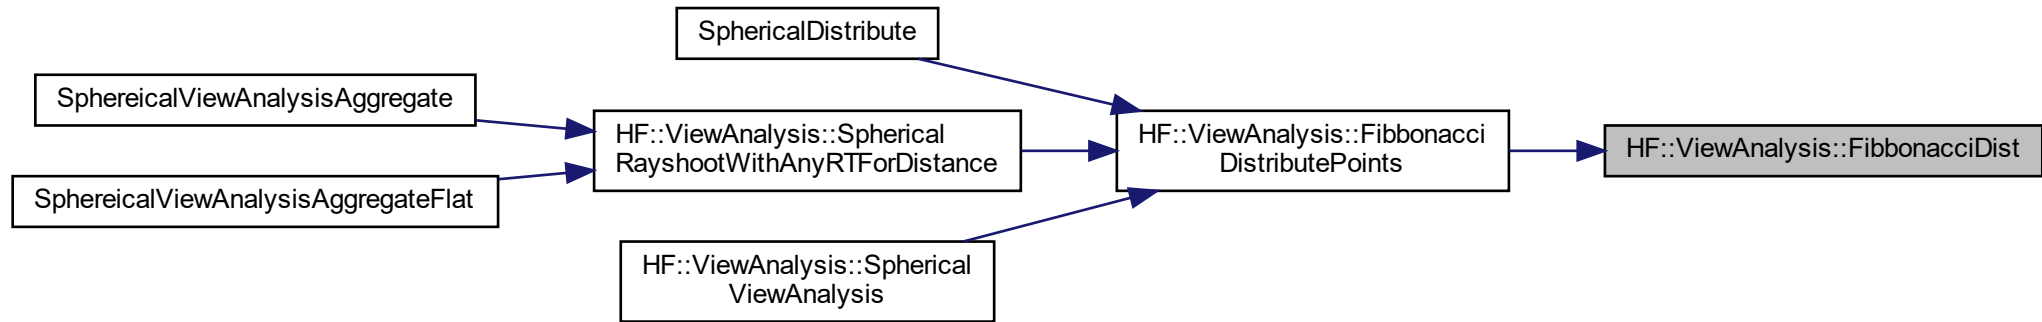 SphericalDistribute
SphereicalViewAnalysisAggregate
HF::ViewAnalysis::Spherical
RayshootWithAnyRTForDistance
HF::ViewAnalysis::Fibbonacci
DistributePoints
HF::ViewAnalysis::FibbonacciDist
SphereicalViewAnalysisAggregateFlat
HF::ViewAnalysis::Spherical
ViewAnalysis